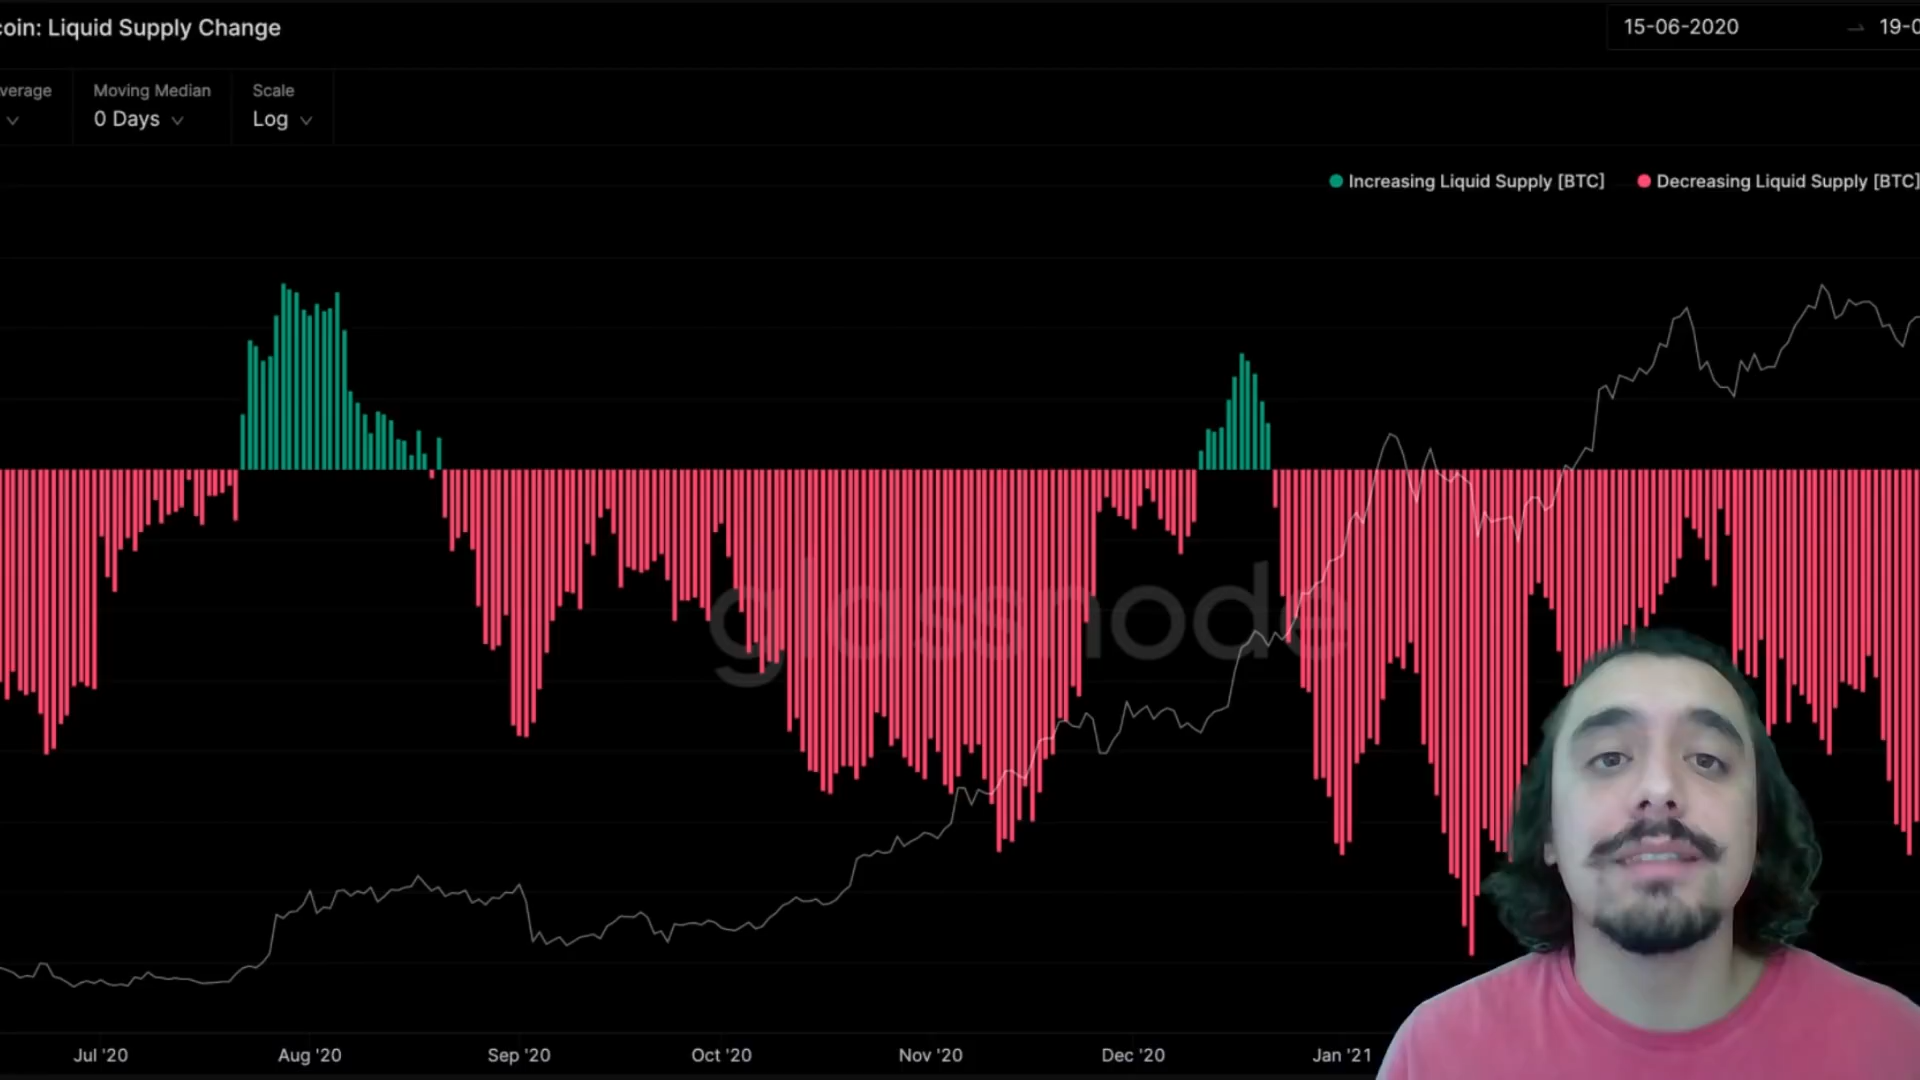 coin: Liquid Supply Change
15-06-2020 → 19-0
verage
Moving Median
Scale
0 Days
Log
Increasing Liquid Supply [BTC]
Decreasing Liquid Supply [BTC]
glassnode
Jul '20
Aug '20
Sep '20
Oct '20
Nov '20
Dec '20
Jan '21